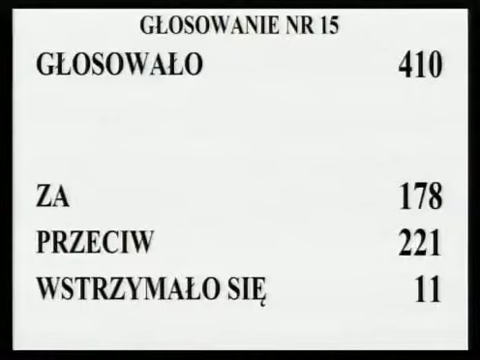 GŁOSOWANIE NR 15
GŁOSOWAŁO 410
ZA 178
PRZECIW 221
WSTRZYMAŁO SIĘ 11